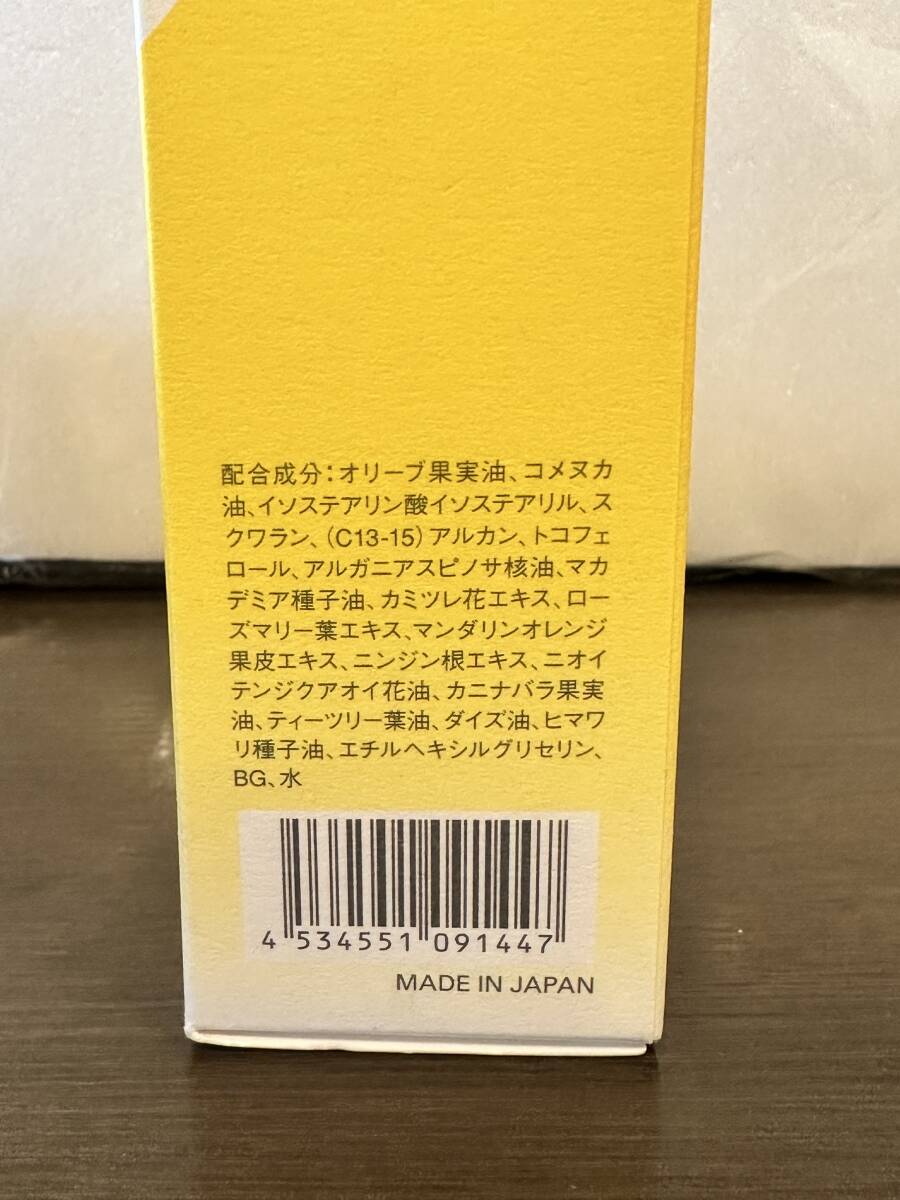 配合成分：オリーブ果実油、コメヌカ
油、イソステアリン酸イソステアリル、ス
クワラン、（C13-15）アルカン、トコフェ
ロール、アルガニアスピノサ核油、マカ
デミア種子油、カミツレ花エキス、ロー
ズマリー葉エキス、マンダリンオレンジ
果皮エキス、ニンジン根エキス、ニオイ
テンジクアオイ花油、カニナバラ果実
油、ティーツリー葉油、ダイズ油、ヒマワ
リ種子油、エチルヘキシルグリセリン、
BG、水
4 534551 091447
MADE IN JAPAN